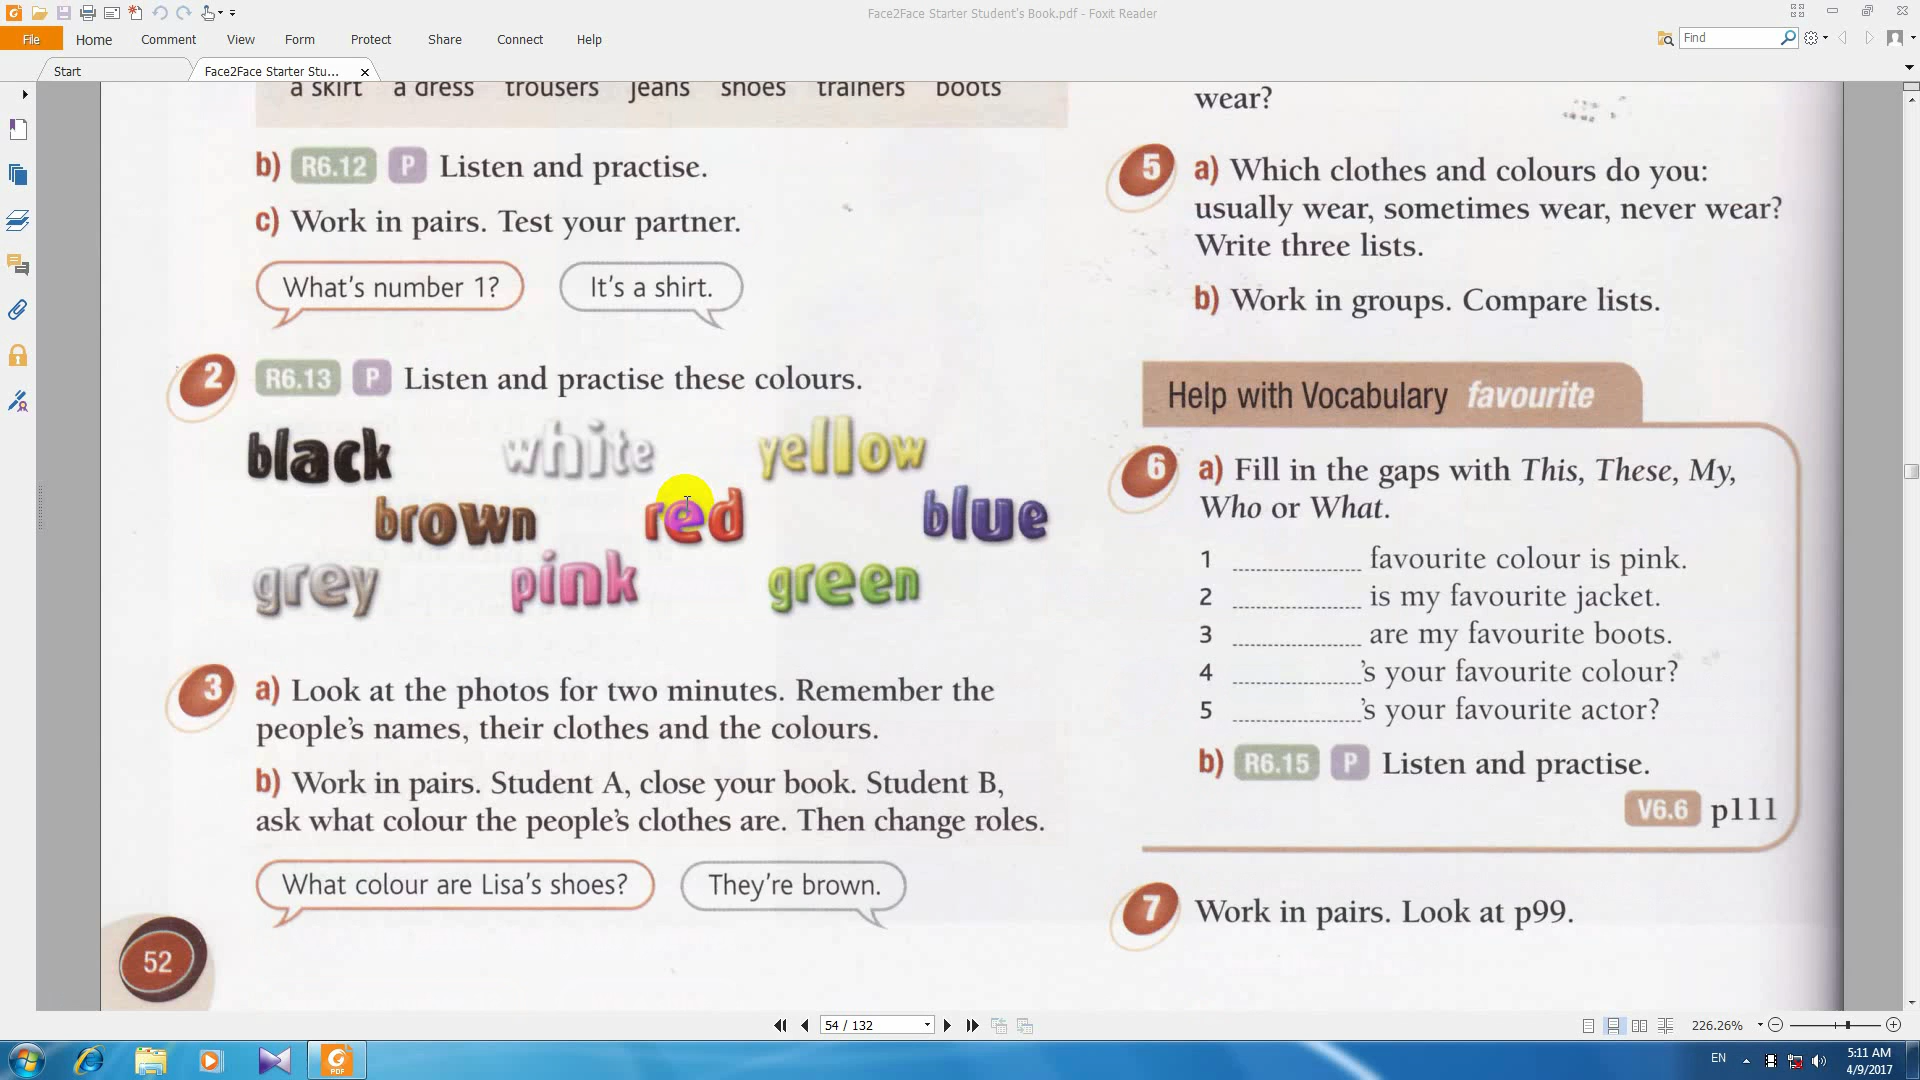 Face2Face Starter Student's Book.pdf - Foxit Reader
File Home Comment View Form Protect Share Connect Help
Find
Start
Face2Face Starter Stu...
a skirt a dress trousers jeans shoes trainers boots
b) R6.12 P Listen and practise.
c) Work in pairs. Test your partner.
What's number 1?
It's a shirt.
2 R6.13 P Listen and practise these colours.
black white yellow
brown red blue
grey pink green
3 a) Look at the photos for two minutes. Remember the
people's names, their clothes and the colours.
b) Work in pairs. Student A, close your book. Student B,
ask what colour the people's clothes are. Then change roles.
What colour are Lisa's shoes?
They're brown.
52
wear?
5 a) Which clothes and colours do you:
usually wear, sometimes wear, never wear?
Write three lists.
b) Work in groups. Compare lists.
Help with Vocabulary favourite
6 a) Fill in the gaps with This, These, My,
Who or What.
1 ____________ favourite colour is pink.
2 ____________ is my favourite jacket.
3 ____________ are my favourite boots.
4 ____________'s your favourite colour?
5 ____________'s your favourite actor?
b) R6.15 P Listen and practise.
V6.6 p111
7 Work in pairs. Look at p99.
54 / 132
226.26%
PDF
EN
5:11 AM
4/9/2017